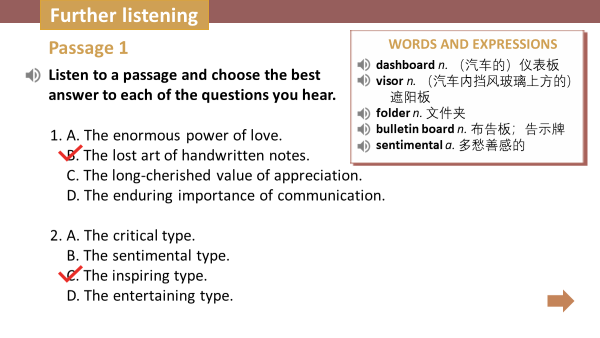 Further listening
Passage 1
Listen to a passage and choose the best
answer to each of the questions you hear.
1. A. The enormous power of love.
B. The lost art of handwritten notes.
C. The long-cherished value of appreciation.
D. The enduring importance of communication.
2. A. The critical type.
B. The sentimental type.
C. The inspiring type.
D. The entertaining type.
WORDS AND EXPRESSIONS
dashboard n. （汽车的）仪表板
visor n. （汽车内挡风玻璃上方的）
遮阳板
folder n. 文件夹
bulletin board n. 布告板；告示牌
sentimental a. 多愁善感的